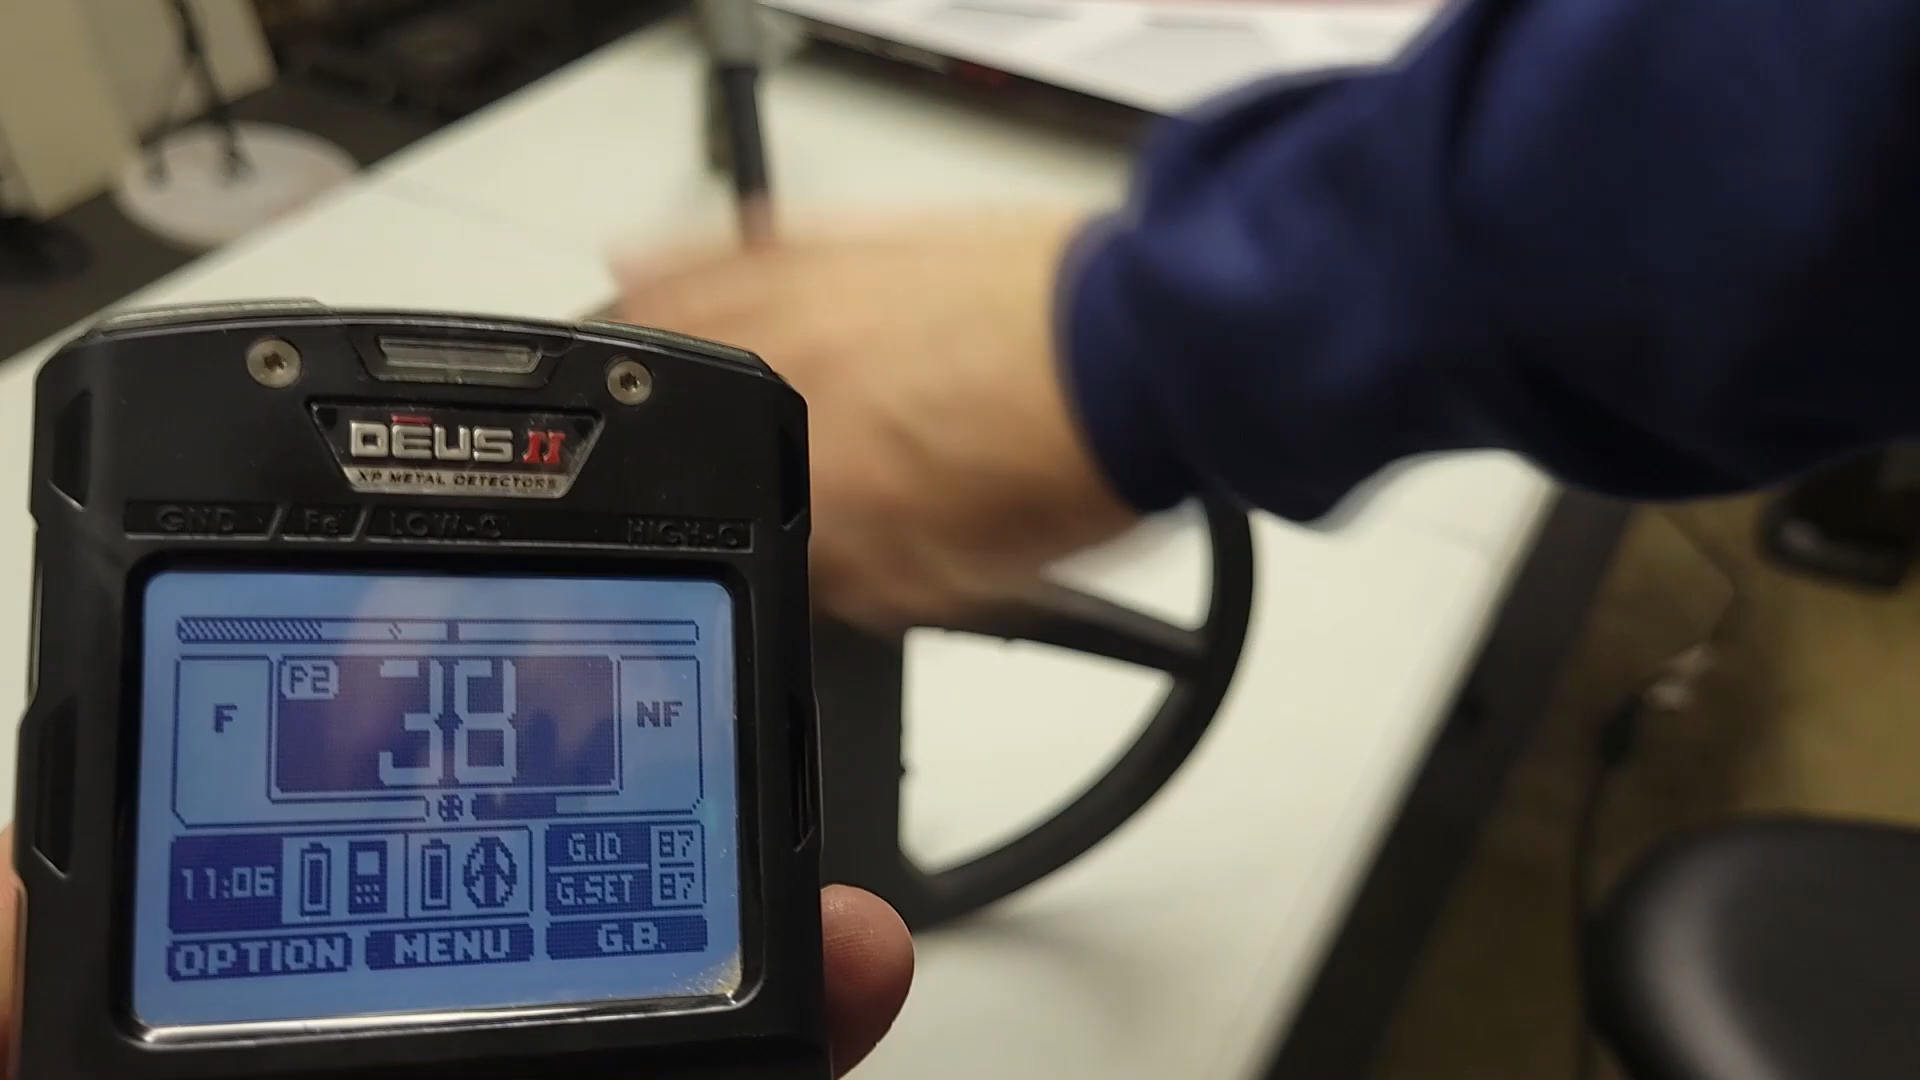 DĒUS II
XP METAL DETECTORS
GND / Fe / LOW-C HIGH-C
P2
F 38 NF
11:06
G.ID 87
G.SET 87
OPTION MENU G.B.